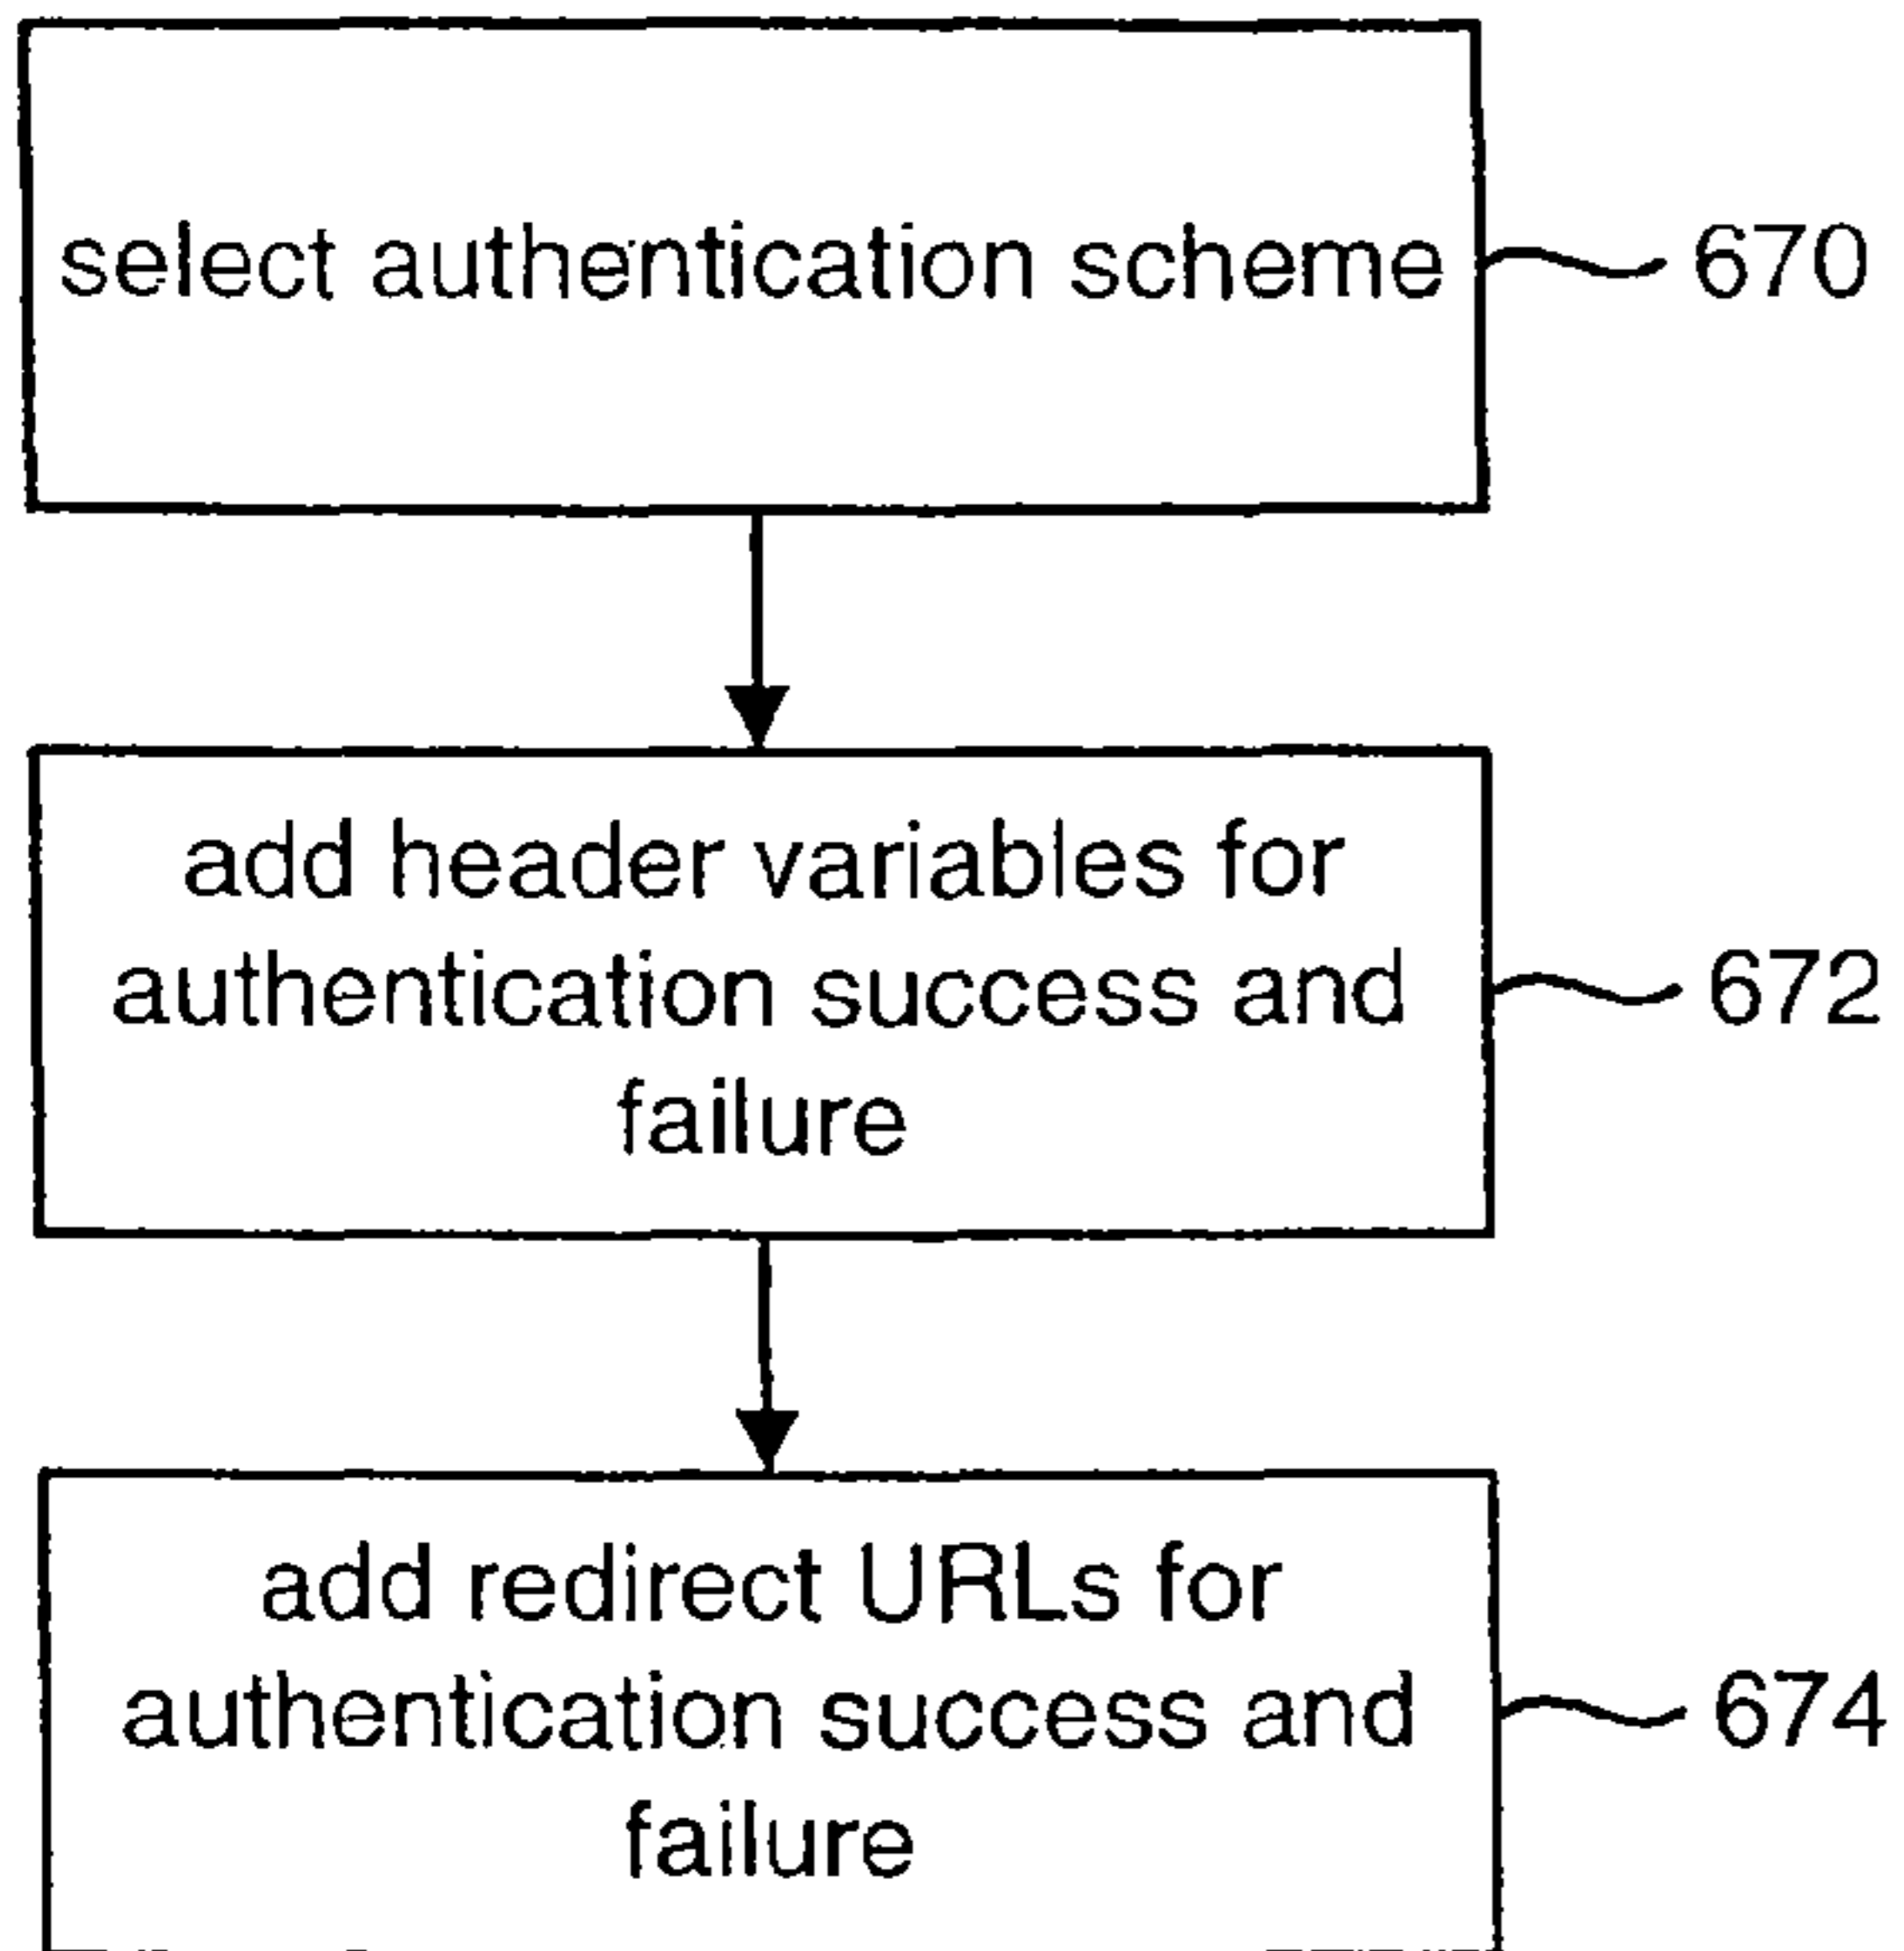 select authentication scheme
670
add header variables for
authentication success and
failure
672
add redirect URLs for
authentication success and
failure
674